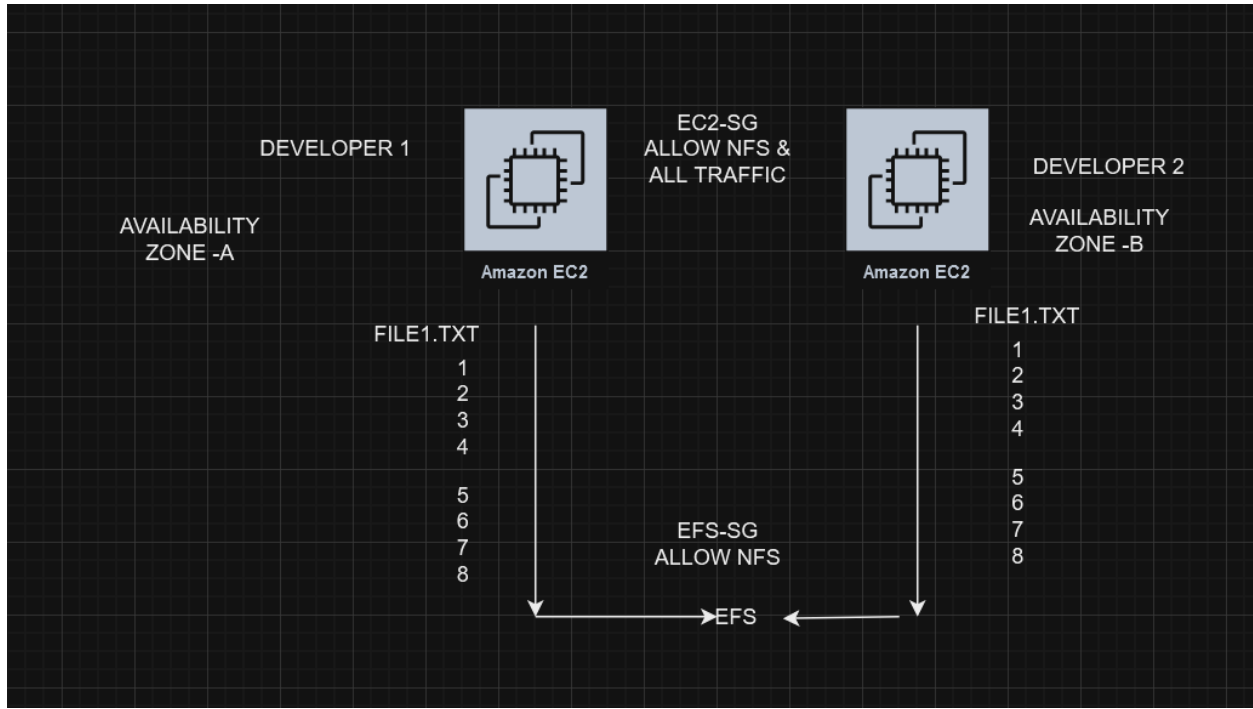 DEVELOPER 1
AVAILABILITY
ZONE -A
Amazon EC2
EC2-SG
ALLOW NFS &
ALL TRAFFIC
Amazon EC2
DEVELOPER 2
AVAILABILITY
ZONE -B
FILE1.TXT
1
2
3
4
5
6
7
8
FILE1.TXT
1
2
3
4
5
6
7
8
EFS-SG
ALLOW NFS
EFS